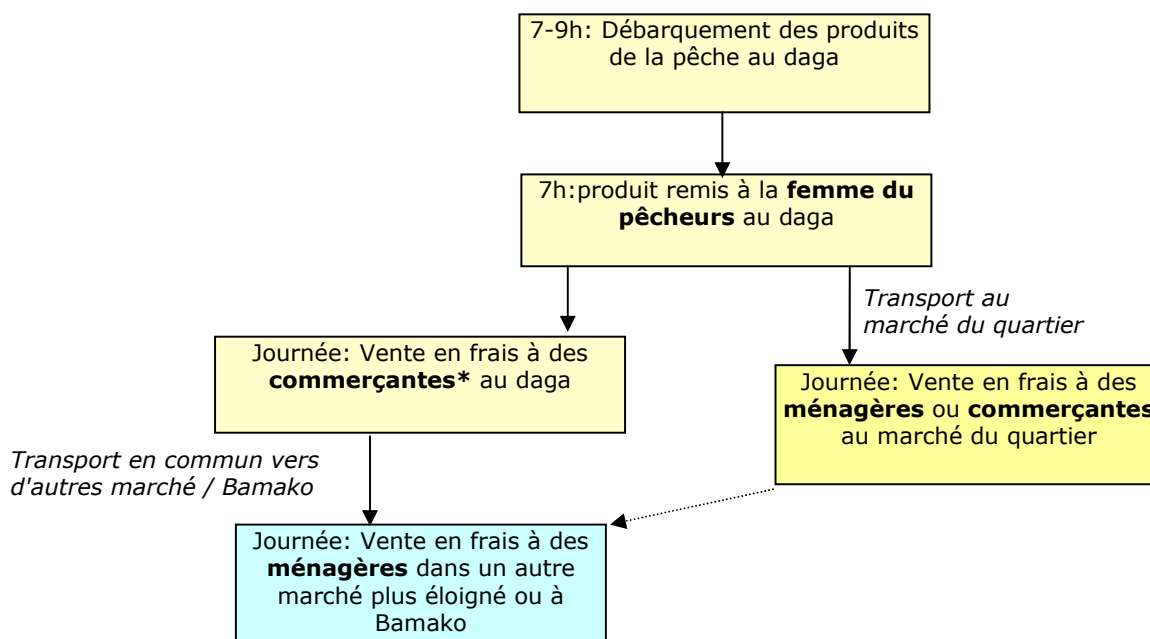 7-9h: Débarquement des produits
de la pêche au daga
7h:produit remis à la femme du
pêcheurs au daga
Transport au
marché du quartier
Journée: Vente en frais à des
commerçantes* au daga
Journée: Vente en frais à des
ménagères ou commerçantes
au marché du quartier
Transport en commun vers
d'autres marché / Bamako
Journée: Vente en frais à des
ménagères dans un autre
marché plus éloigné ou à
Bamako